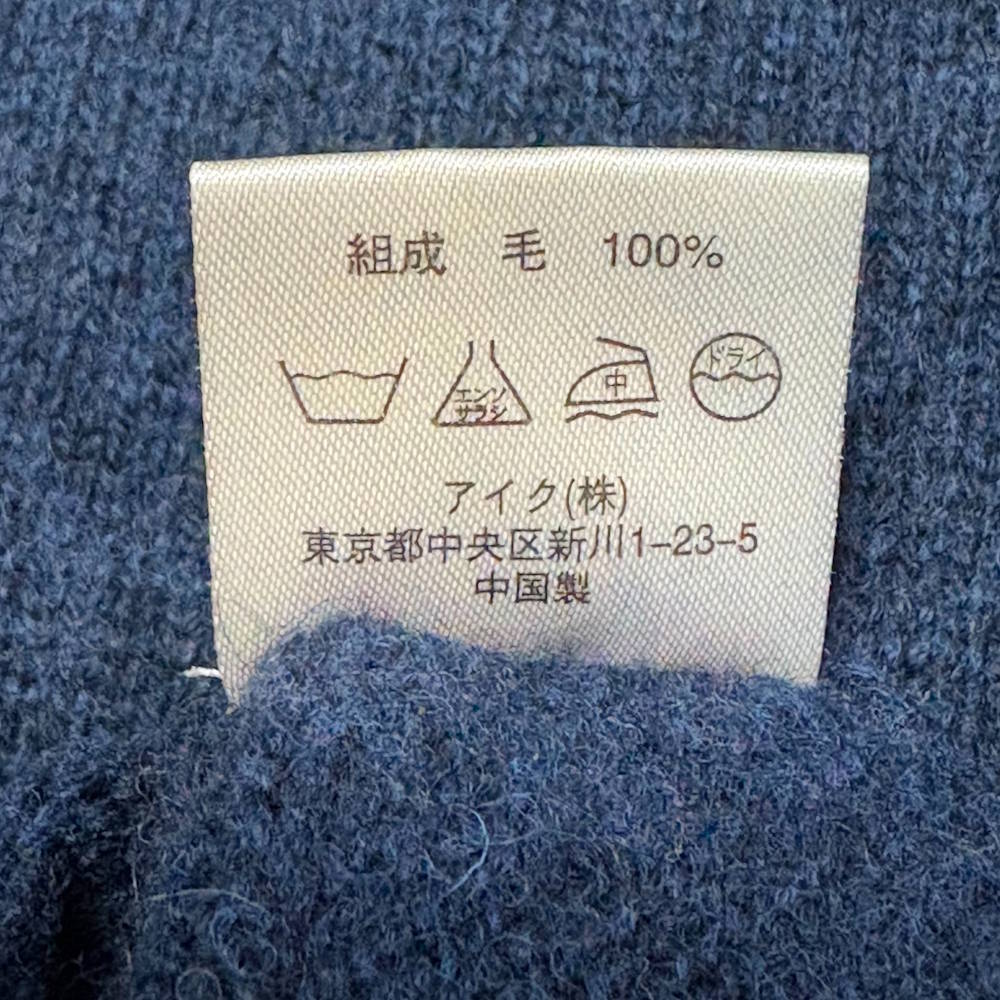 組成　毛　100%
エンソ
サラシ
中
ドライ
アイク(株)
東京都中央区新川1-23-5
中国製